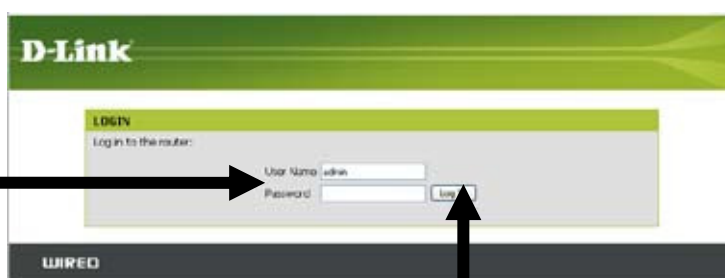 D-Link
LOGIN
Log in to the router:
User Name admin
Password
Log
WIRED